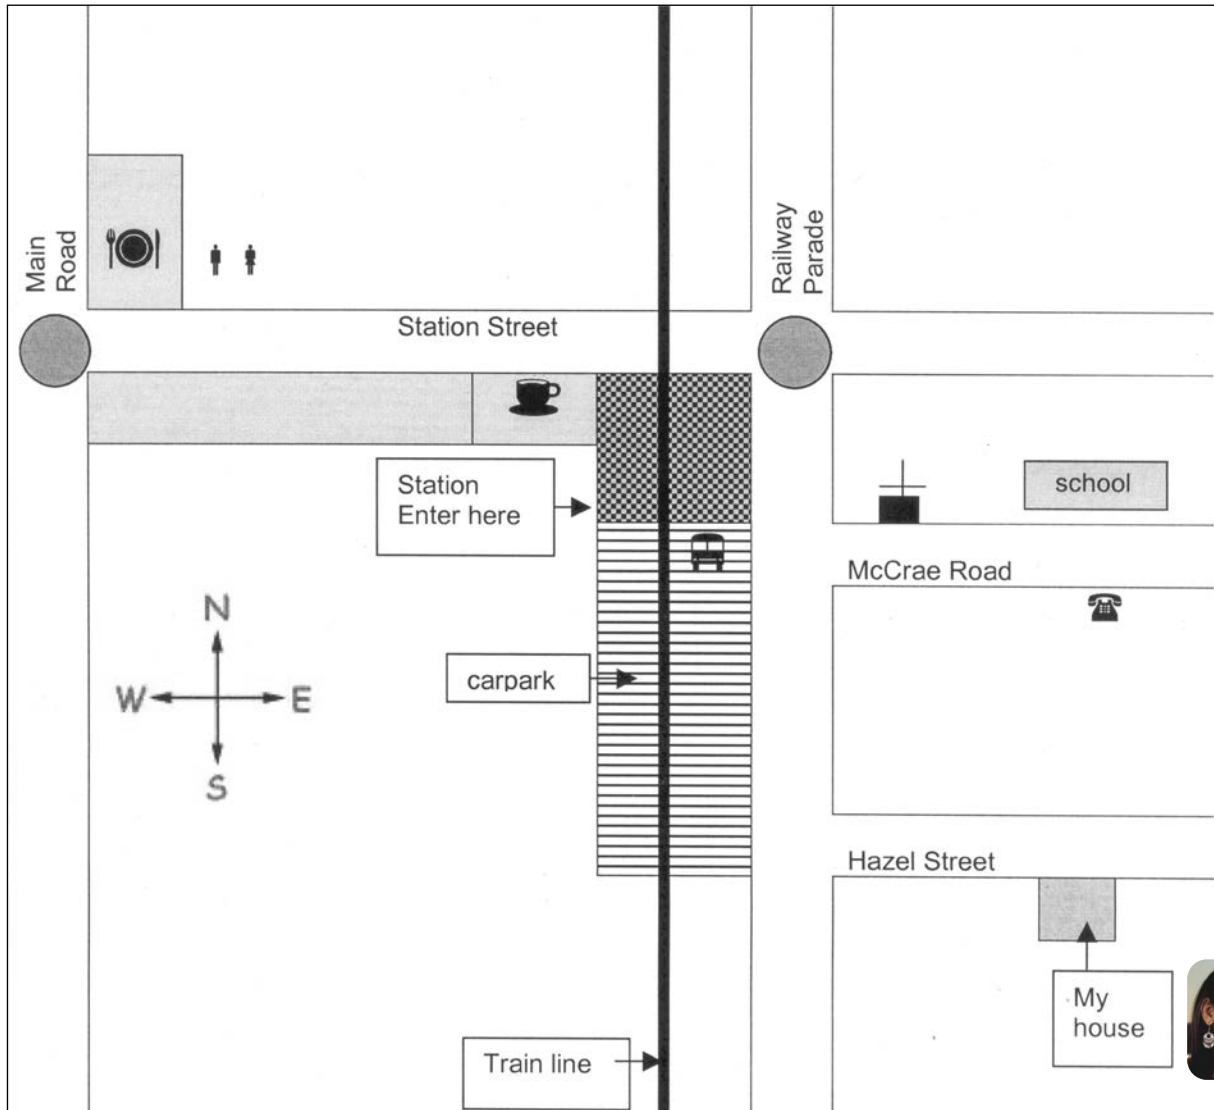 Main
Road
Railway
Parade
Station Street
Station
Enter here
school
McCrae Road
N
W
E
S
carpark
Hazel Street
My
house
Train line